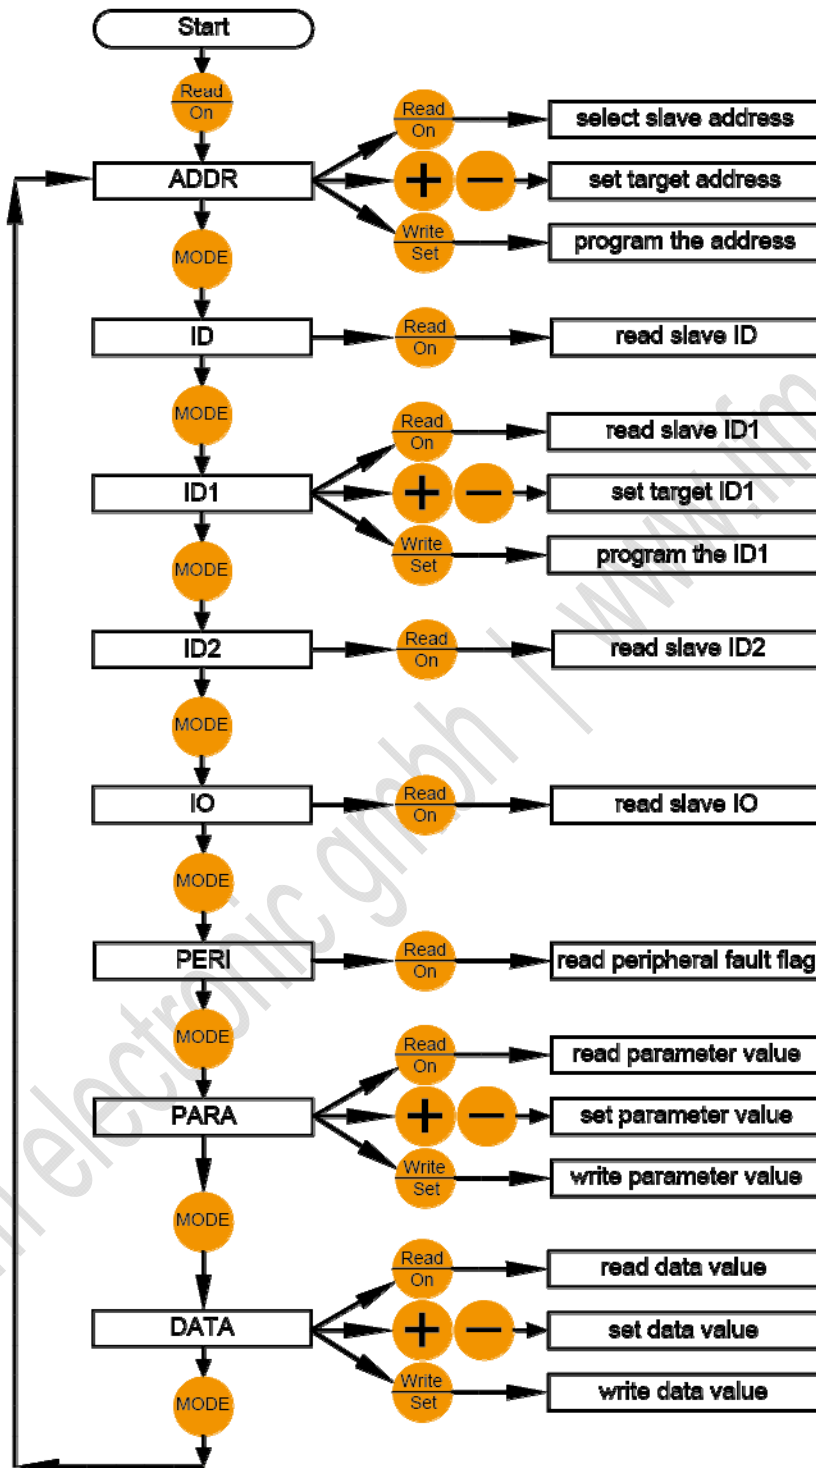 Start
Read
On
Read
On
select slave address
ADDR
+ −
set target address
Write
Set
program the address
MODE
ID
Read
On
read slave ID
MODE
Read
On
read slave ID1
ID1
+ −
set target ID1
Write
Set
program the ID1
MODE
ID2
Read
On
read slave ID2
MODE
IO
Read
On
read slave IO
MODE
PERI
Read
On
read peripheral fault flag
MODE
Read
On
read parameter value
PARA
+ −
set parameter value
Write
Set
write parameter value
MODE
Read
On
read data value
DATA
+ −
set data value
Write
Set
write data value
MODE
electronic gmbh | www.